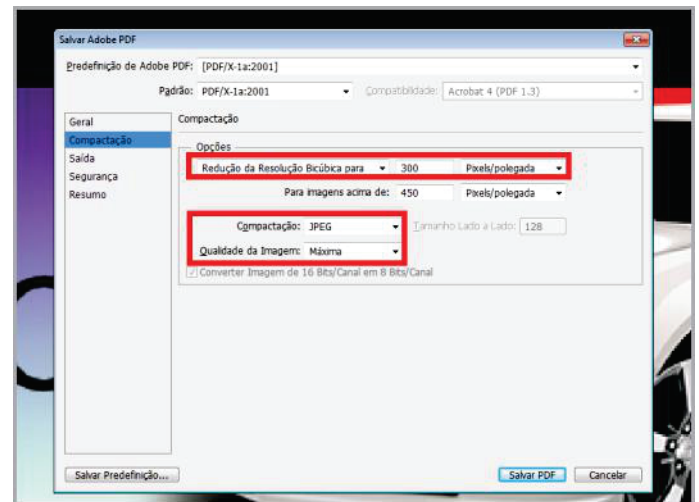 Salvar Adobe PDF
Predefinição de Adobe PDF: [PDF/X-1a:2001]
Padrão: PDF/X-1a:2001 Compatibilidade: Acrobat 4 (PDF 1.3)
Geral
Compactação
Saída
Segurança
Resumo
Compactação
Opções
Redução da Resolução Bicúbica para 300 Pixels/polegada
Para imagens acima de: 450 Pixels/polegada
Compactação: JPEG Tamanho Lado a Lado: 128
Qualidade da Imagem: Máxima
Converter Imagem de 16 Bits/Canal em 8 Bits/Canal
Salvar Predefinição... Salvar PDF Cancelar